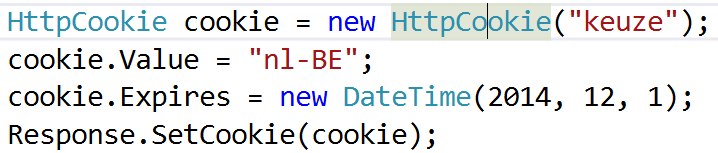 HttpCookie cookie = new HttpCookie("keuze");
cookie.Value = "nl-BE";
cookie.Expires = new DateTime(2014, 12, 1);
Response.SetCookie(cookie);